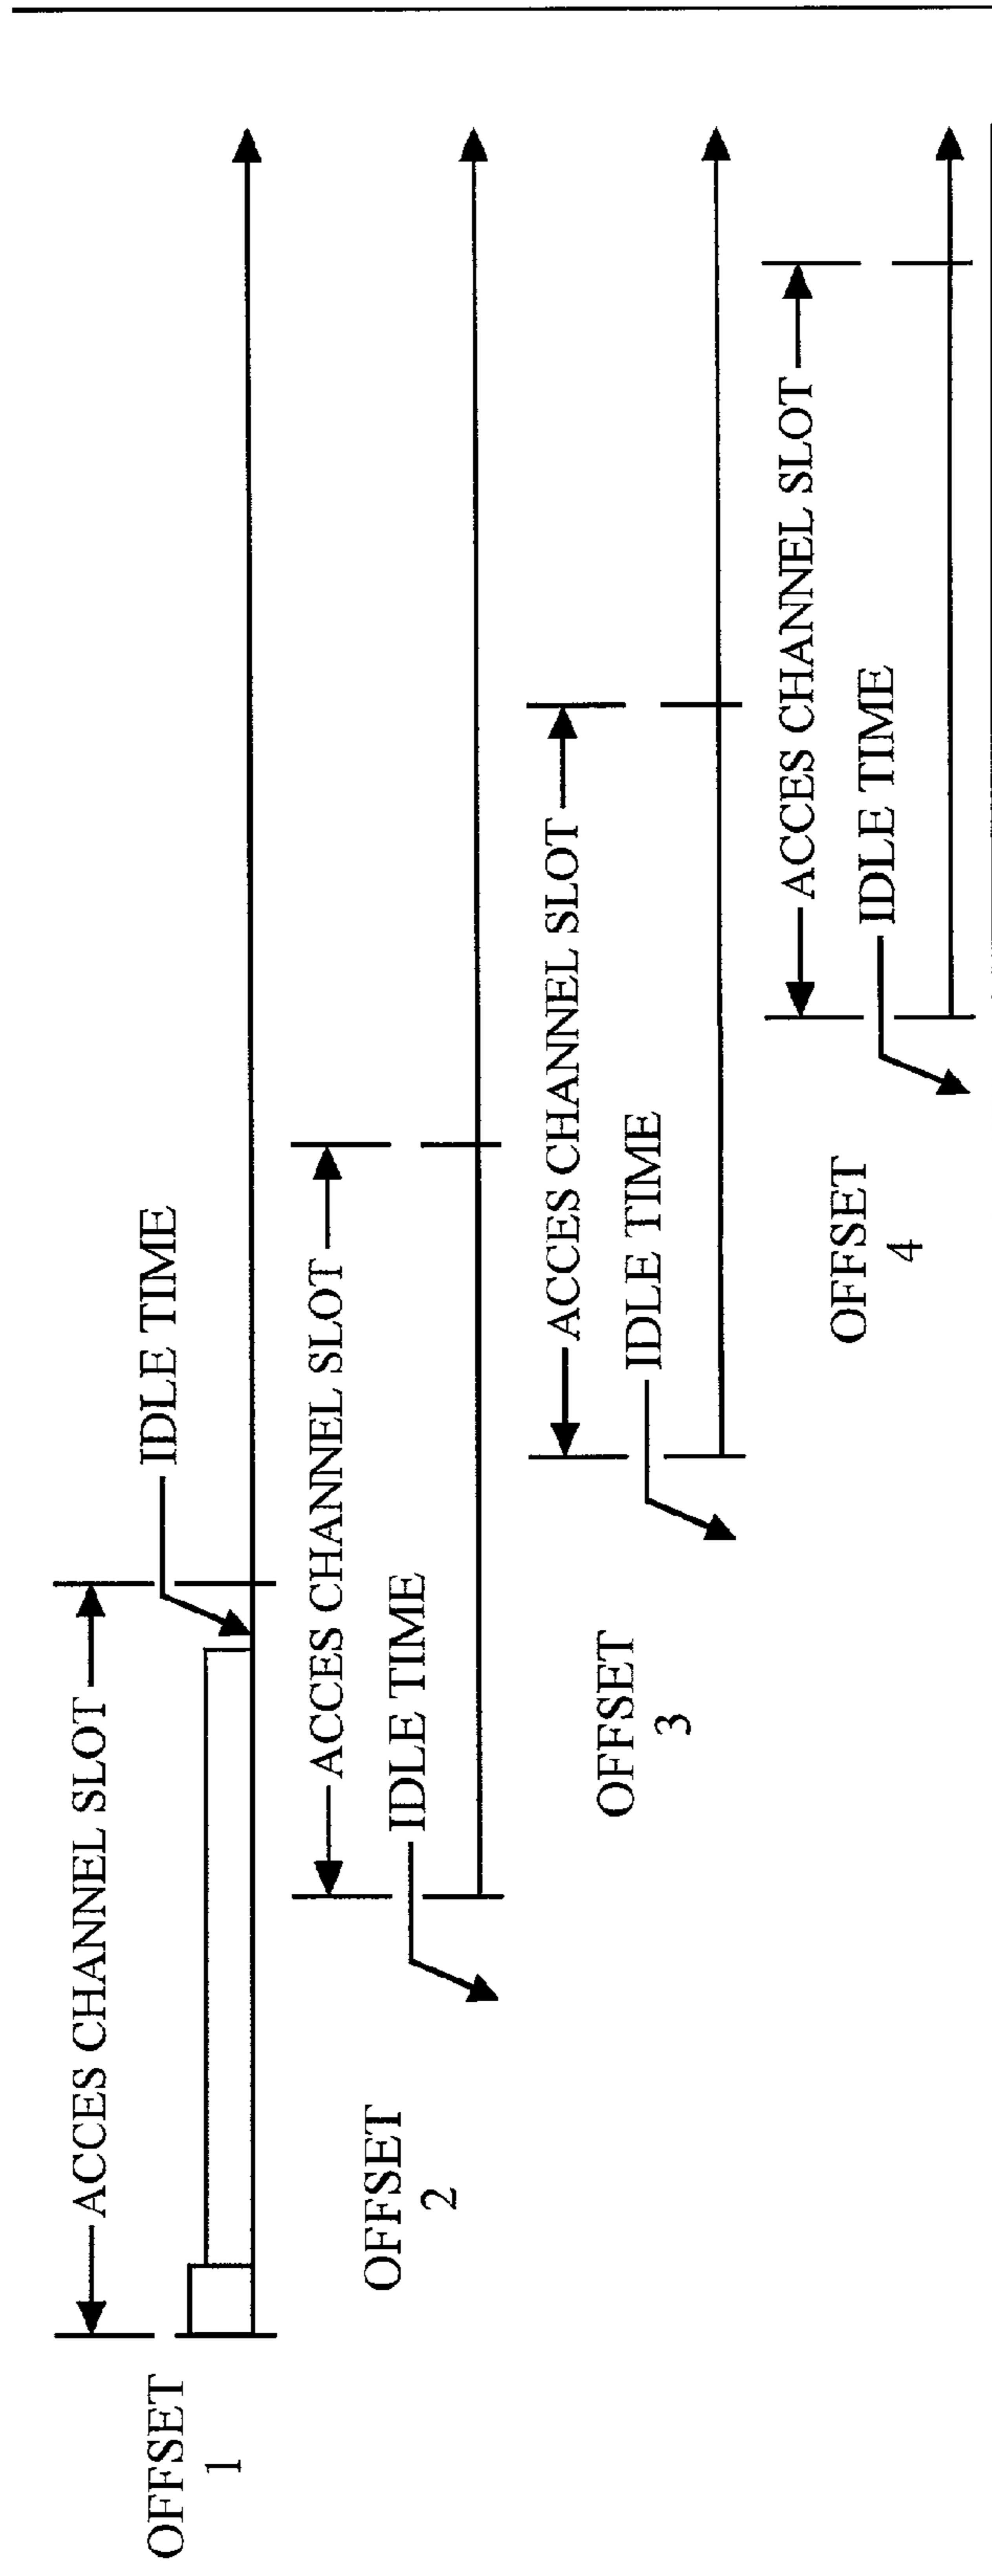 ACCES CHANNEL SLOT
IDLE TIME
OFFSET
1
ACCES CHANNEL SLOT
IDLE TIME
OFFSET
2
ACCES CHANNEL SLOT
IDLE TIME
OFFSET
3
ACCES CHANNEL SLOT
IDLE TIME
OFFSET
4